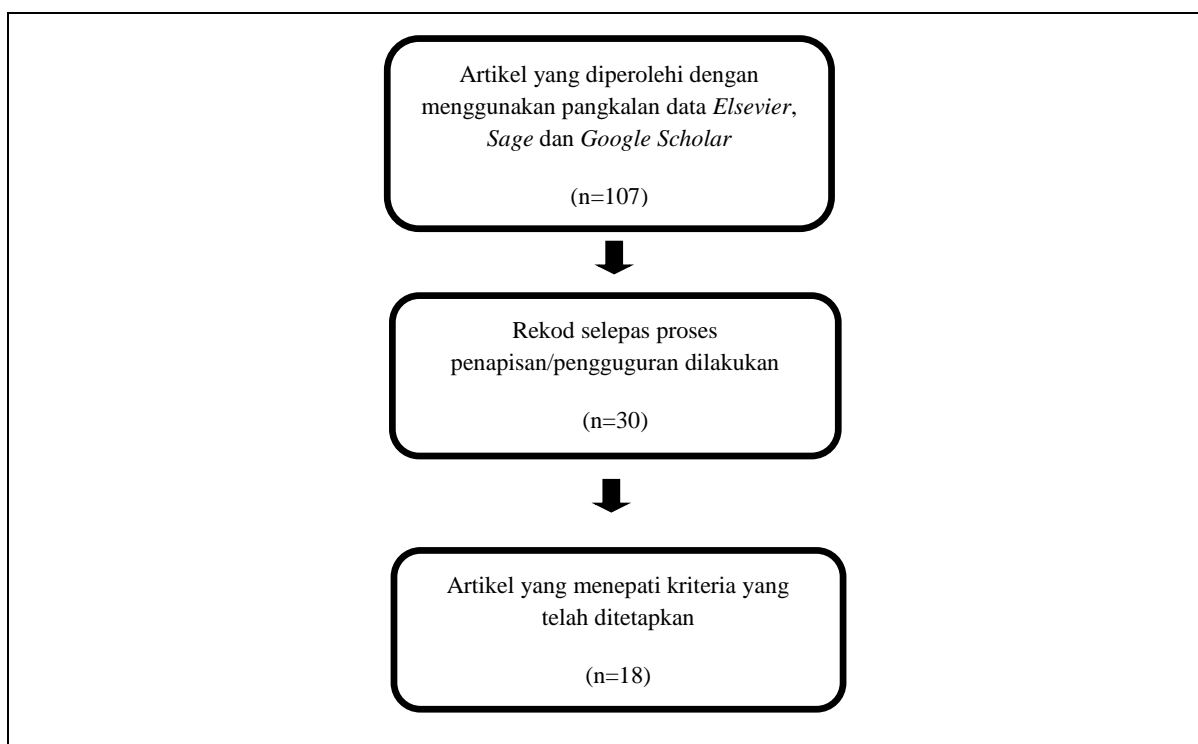 Artikel yang diperolehi dengan
menggunakan pangkalan data Elsevier,
Sage dan Google Scholar
(n=107)
Rekod selepas proses
penapisan/pengguguran dilakukan
(n=30)
Artikel yang menepati kriteria yang
telah ditetapkan
(n=18)